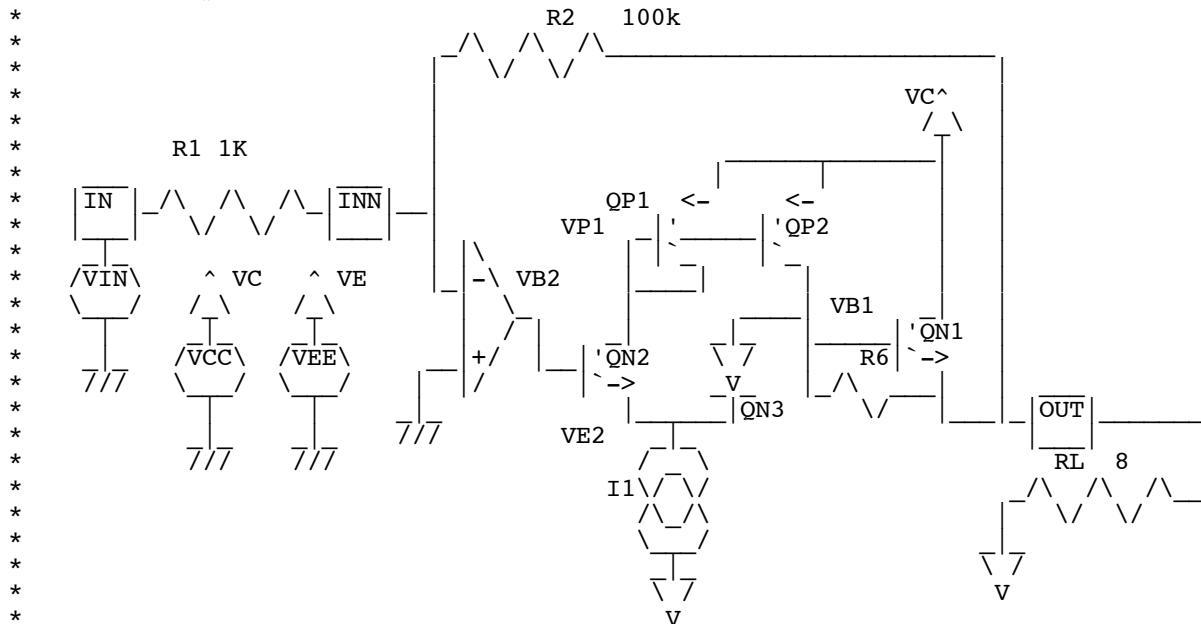 R2 100k
VC^
R1 1K
IN INN QP1 <- <-
VP1 'QP2
VIN ^ VC ^ VE - VB2
VB1
VCC VEE + 'QN2 'QN1
R6
-> V ->
QN3 OUT
VE2
RL 8
I1
V
V